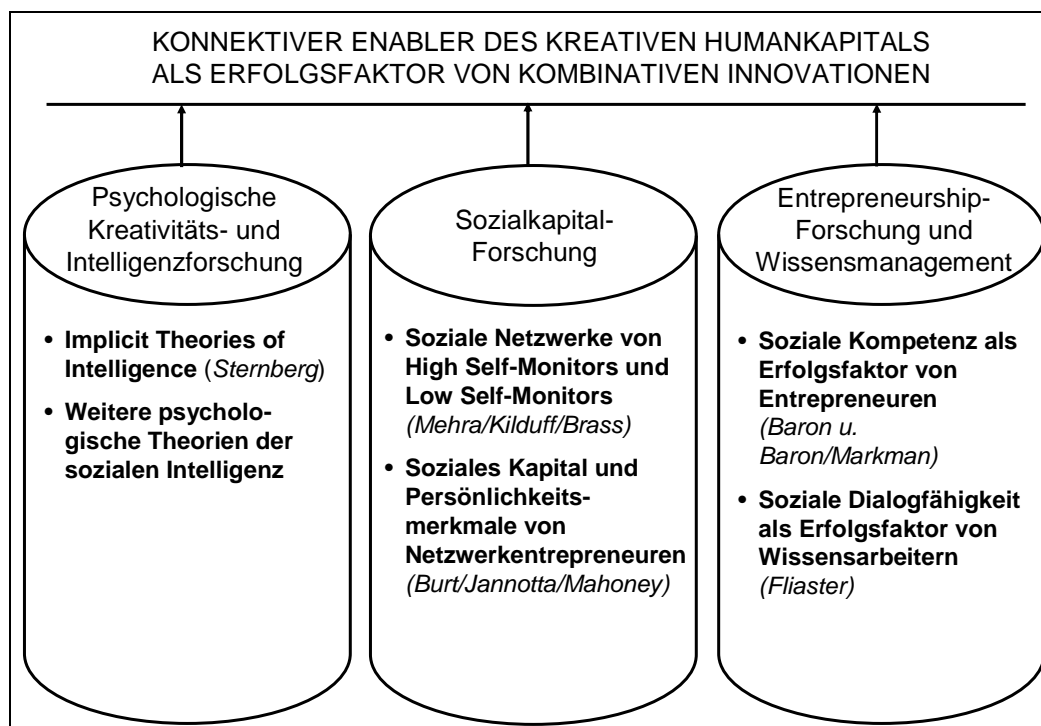 KONNEKTIVER ENABLER DES KREATIVEN HUMANKAPITALS
ALS ERFOLGSFAKTOR VON KOMBINATIVEN INNOVATIONEN
Psychologische
Kreativitäts- und
Intelligenzforschung
• Implicit Theories of
Intelligence (Sternberg)
• Weitere psycholo-
gische Theorien der
sozialen Intelligenz
Sozialkapital-
Forschung
• Soziale Netzwerke von
High Self-Monitors und
Low Self-Monitors
(Mehra/Kilduff/Brass)
• Soziales Kapital und
Persönlichkeits-
merkmale von
Netzwerkentrepreneuren
(Burt/Jannotta/Mahoney)
Entrepreneurship-
Forschung und
Wissensmanagement
• Soziale Kompetenz als
Erfolgsfaktor von
Entrepreneuren
(Baron u.
Baron/Markman)
• Soziale Dialogfähigkeit
als Erfolgsfaktor von
Wissensarbeitern
(Fliaster)